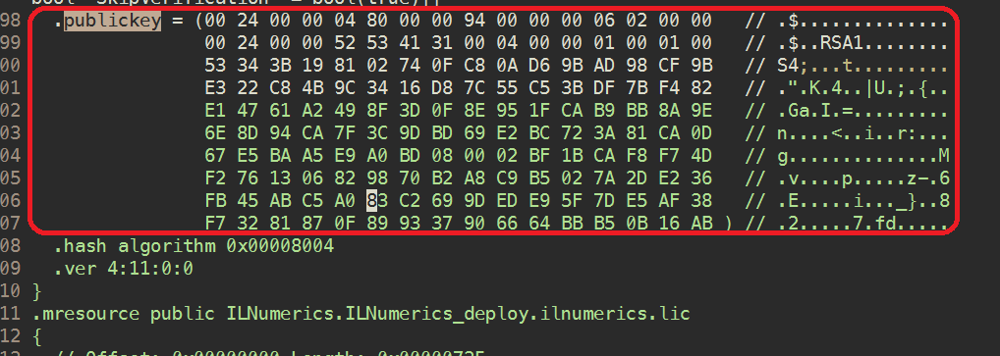 bool "SkipVerification" = bool(true)}}
98 .publickey = (00 24 00 00 04 80 00 00 94 00 00 00 06 02 00 00 // .$..............
99 00 24 00 00 52 53 41 31 00 04 00 00 01 00 01 00 // .$..RSA1........
00 53 34 3B 19 81 02 74 0F C8 0A D6 9B AD 98 CF 9B // S4;...t.........
01 E3 22 C8 4B 9C 34 16 D8 7C 55 C5 3B DF 7B F4 82 // .".K.4..|U.;.{..
02 E1 47 61 A2 49 8F 3D 0F 8E 95 1F CA B9 BB 8A 9E // .Ga.I.=.........
03 6E 8D 94 CA 7F 3C 9D BD 69 E2 BC 72 3A 81 CA 0D // n....<..i..r:...
04 67 E5 BA A5 E9 A0 BD 08 00 02 BF 1B CA F8 F7 4D // g..............M
05 F2 76 13 06 82 98 70 B2 A8 C9 B5 02 7A 2D E2 36 // .v....p.....z-.6
06 FB 45 AB C5 A0 83 C2 69 9D ED E9 5F 7D E5 AF 38 // .E.....i..._}..8
07 F7 32 81 87 0F 89 93 37 90 66 64 BB B5 0B 16 AB ) // .2.....7.fd.....
08 .hash algorithm 0x00008004
09 .ver 4:11:0:0
10 }
11 .mresource public ILNumerics.ILNumerics_deploy.ilnumerics.lic
12 {
// Offset: 0x00000000 Length: 0x00000725